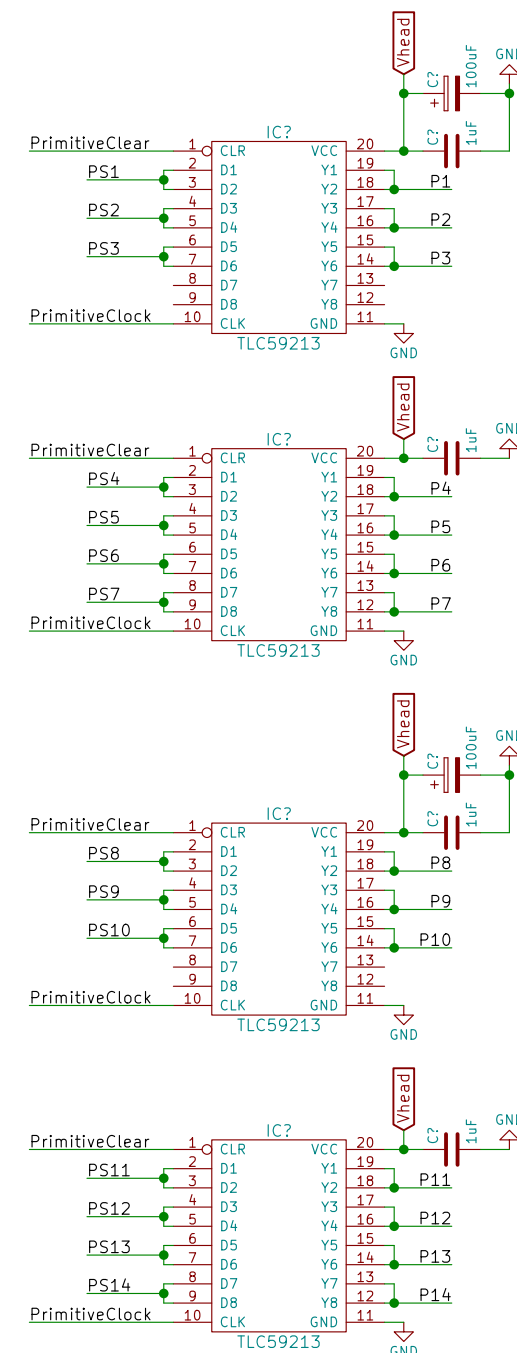 Vhead
C?
100uF
GND
C?
1uF
IC?
PrimitiveClear 1 CLR VCC 20
2 D1 Y1 19
PS1 3 D2 Y2 18 P1
4 D3 Y3 17
PS2 5 D4 Y4 16 P2
6 D5 Y5 15
PS3 7 D6 Y6 14 P3
8 D7 Y7 13
9 D8 Y8 12
PrimitiveClock 10 CLK GND 11
TLC59213
GND
Vhead
C?
1uF
GND
IC?
PrimitiveClear 1 CLR VCC 20
2 D1 Y1 19
PS4 3 D2 Y2 18 P4
4 D3 Y3 17
PS5 5 D4 Y4 16 P5
6 D5 Y5 15
PS6 7 D6 Y6 14 P6
8 D7 Y7 13
PS7 9 D8 Y8 12 P7
PrimitiveClock 10 CLK GND 11
TLC59213
GND
Vhead
C?
100uF
GND
C?
1uF
IC?
PrimitiveClear 1 CLR VCC 20
2 D1 Y1 19
PS8 3 D2 Y2 18 P8
4 D3 Y3 17
PS9 5 D4 Y4 16 P9
6 D5 Y5 15
PS10 7 D6 Y6 14 P10
8 D7 Y7 13
9 D8 Y8 12
PrimitiveClock 10 CLK GND 11
TLC59213
GND
Vhead
C?
1uF
GND
IC?
PrimitiveClear 1 CLR VCC 20
2 D1 Y1 19
PS11 3 D2 Y2 18 P11
4 D3 Y3 17
PS12 5 D4 Y4 16 P12
6 D5 Y5 15
PS13 7 D6 Y6 14 P13
8 D7 Y7 13
PS14 9 D8 Y8 12 P14
PrimitiveClock 10 CLK GND 11
TLC59213
GND